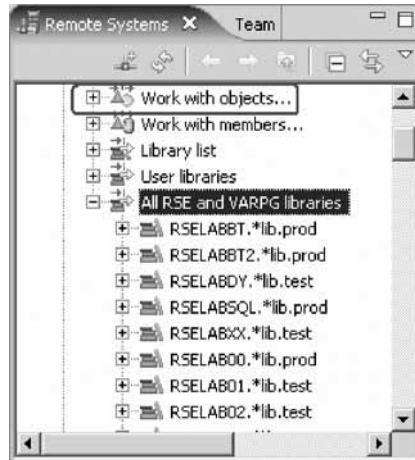 Remote Systems Team
Work with objects...
Work with members...
Library list
User libraries
All RSE and VARPG libraries
RSELABBT.*lib.prod
RSELABBT2.*lib.prod
RSELABDY.*lib.test
RSELABSQL.*lib.prod
RSELABXX.*lib.test
RSELAB00.*lib.prod
RSELAB01.*lib.test
RSELAB02.*lib.test